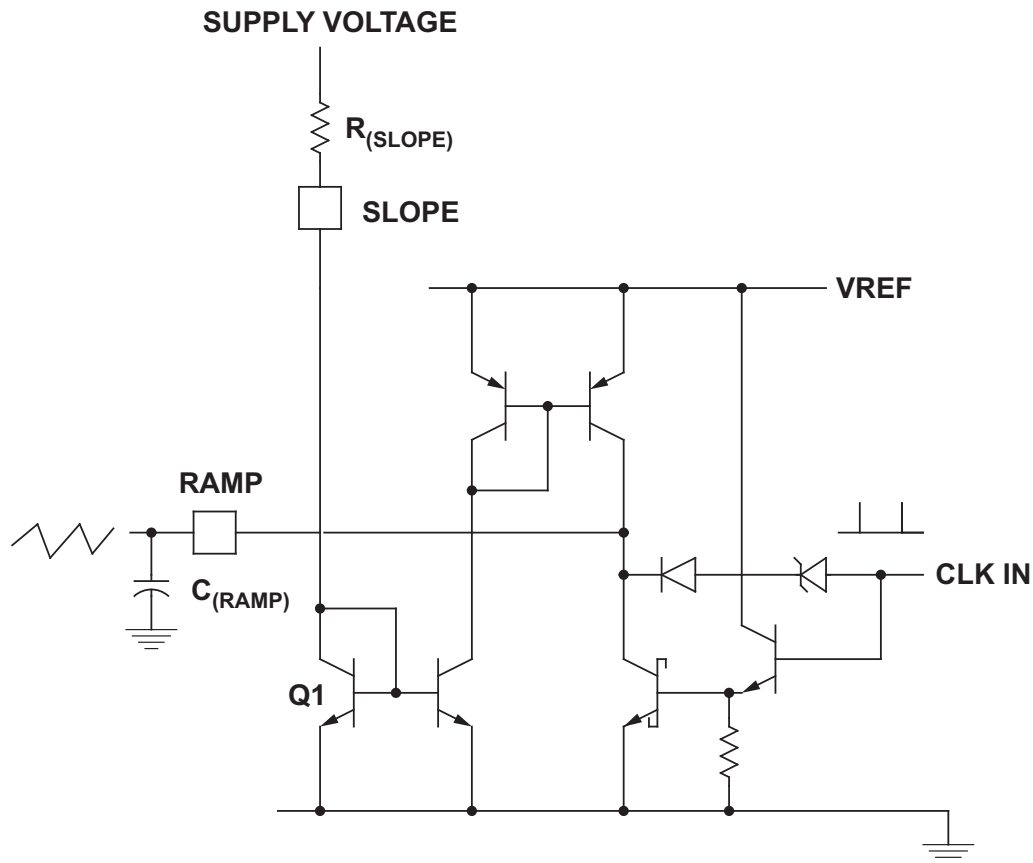 SUPPLY VOLTAGE
R(SLOPE)
SLOPE
VREF
RAMP
CLK IN
C(RAMP)
Q1